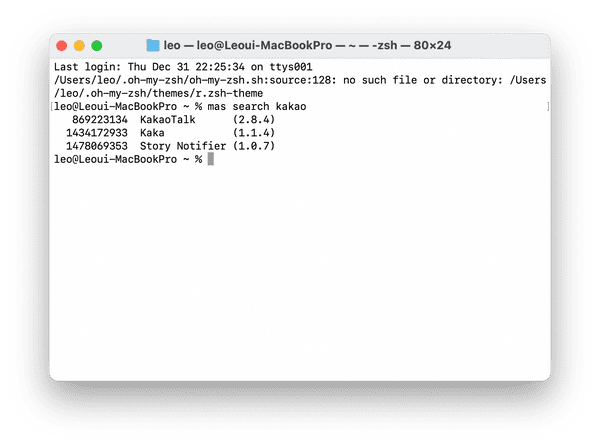 leo — leo@Leoui-MacBookPro — ~ — -zsh — 80×24
Last login: Thu Dec 31 22:25:34 on ttys001
/Users/leo/.oh-my-zsh/oh-my-zsh.sh:source:128: no such file or directory: /Users
/leo/.oh-my-zsh/themes/r.zsh-theme
[leo@Leoui-MacBookPro ~ % mas search kakao ]
869223134 KakaoTalk (2.8.4)
1434172933 Kaka (1.1.4)
1478069353 Story Notifier (1.0.7)
leo@Leoui-MacBookPro ~ %